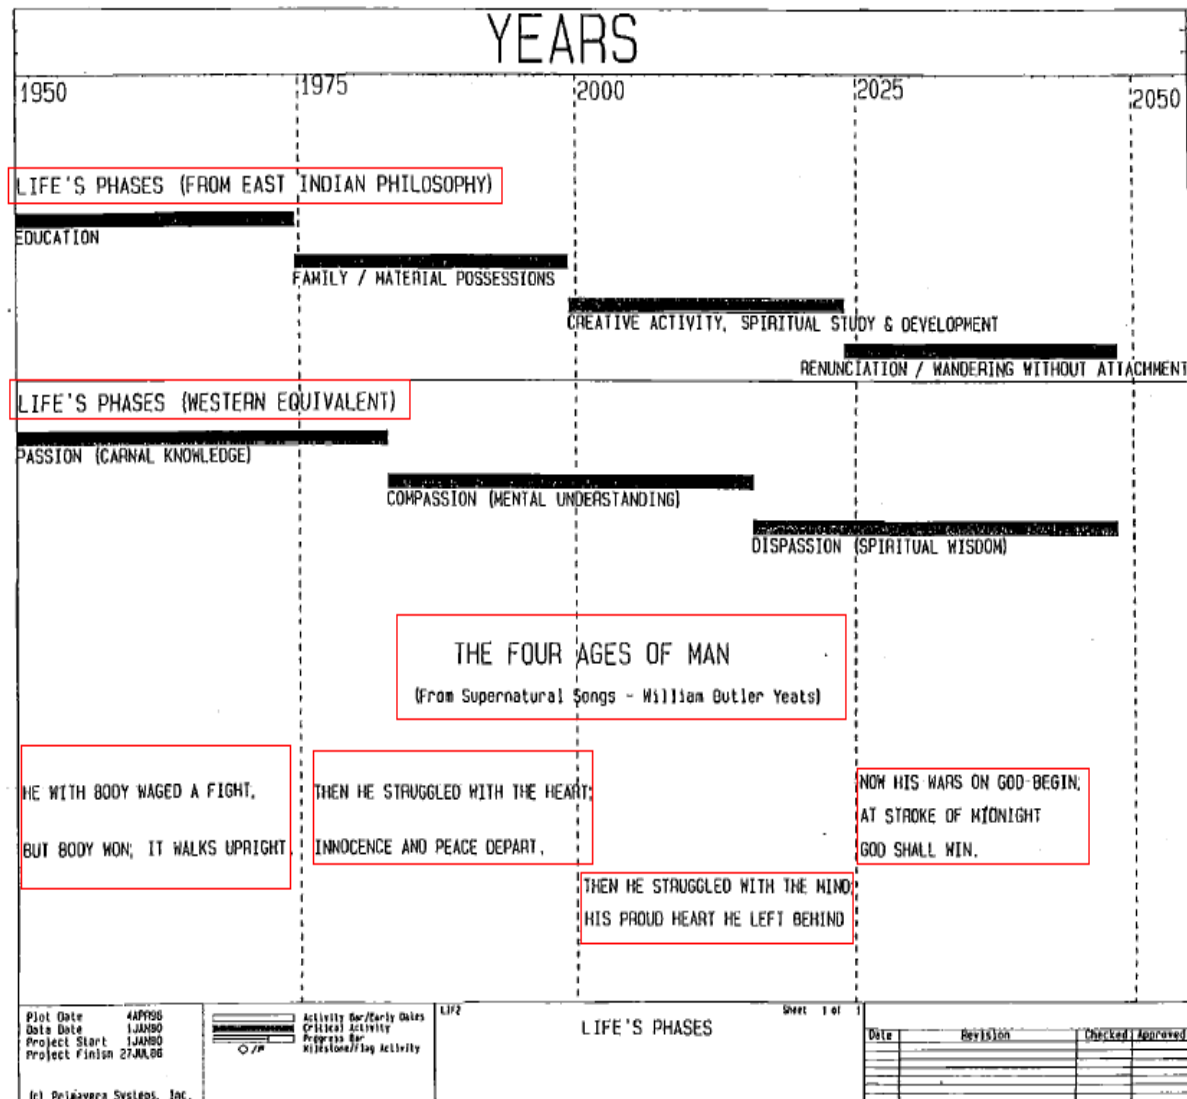 YEARS
1950 1975 2000 2025 2050
LIFE'S PHASES (FROM EAST INDIAN PHILOSOPHY)
EDUCATION
FAMILY / MATERIAL POSSESSIONS
CREATIVE ACTIVITY, SPIRITUAL STUDY & DEVELOPMENT
RENUNCIATION / WANDERING WITHOUT ATTACHMENT
LIFE'S PHASES (WESTERN EQUIVALENT)
PASSION (CARNAL KNOWLEDGE)
COMPASSION (MENTAL UNDERSTANDING)
DISPASSION (SPIRITUAL WISDOM)
THE FOUR AGES OF MAN
(From Supernatural Songs - William Butler Yeats)
HE WITH BODY WAGED A FIGHT,
BUT BODY WON; IT WALKS UPRIGHT.
THEN HE STRUGGLED WITH THE HEART;
INNOCENCE AND PEACE DEPART.
THEN HE STRUGGLED WITH THE MIND;
HIS PROUD HEART HE LEFT BEHIND
NOW HIS WARS ON GOD BEGIN;
AT STROKE OF MIDNIGHT
GOD SHALL WIN.
Plot Date
Data Date 1JAN90
Project Start 1JAN90
Project Finish 27JUL86
(c) Primavera Systems, Inc.
Activity Bar/Early Dates
Critical Activity
Progress Bar
Milestone/Flag Activity
LIF2
Sheet 1 of 1
LIFE'S PHASES
Date Revision Checked Approved